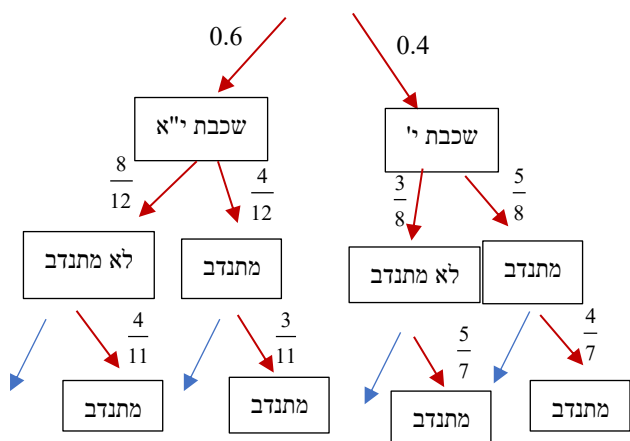 0.4
0.6
שכבת י'
שכבת י"א
5/8
3/8
4/12
8/12
מתנדב
לא מתנדב
מתנדב
לא מתנדב
4/7
5/7
3/11
4/11
מתנדב
מתנדב
מתנדב
מתנדב